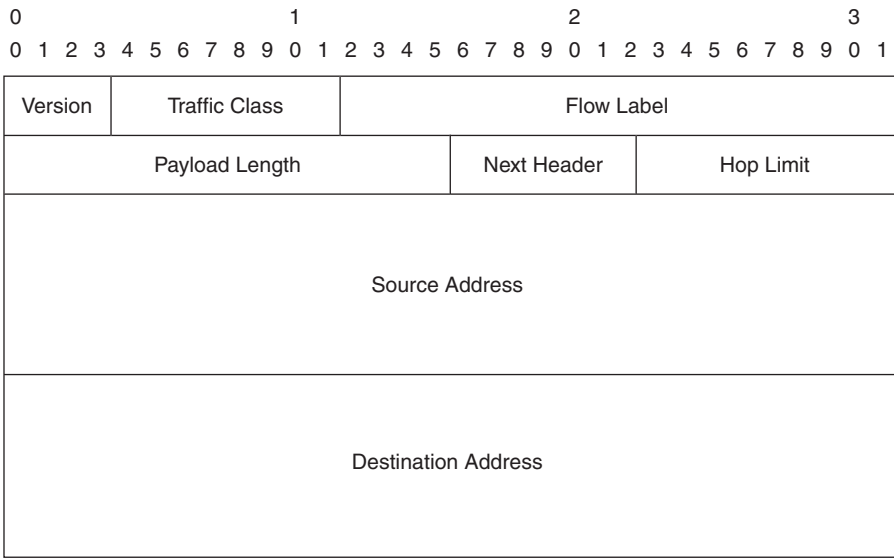 0 1 2 3
0 1 2 3 4 5 6 7 8 9 0 1 2 3 4 5 6 7 8 9 0 1 2 3 4 5 6 7 8 9 0 1
Version Traffic Class Flow Label
Payload Length Next Header Hop Limit
Source Address
Destination Address